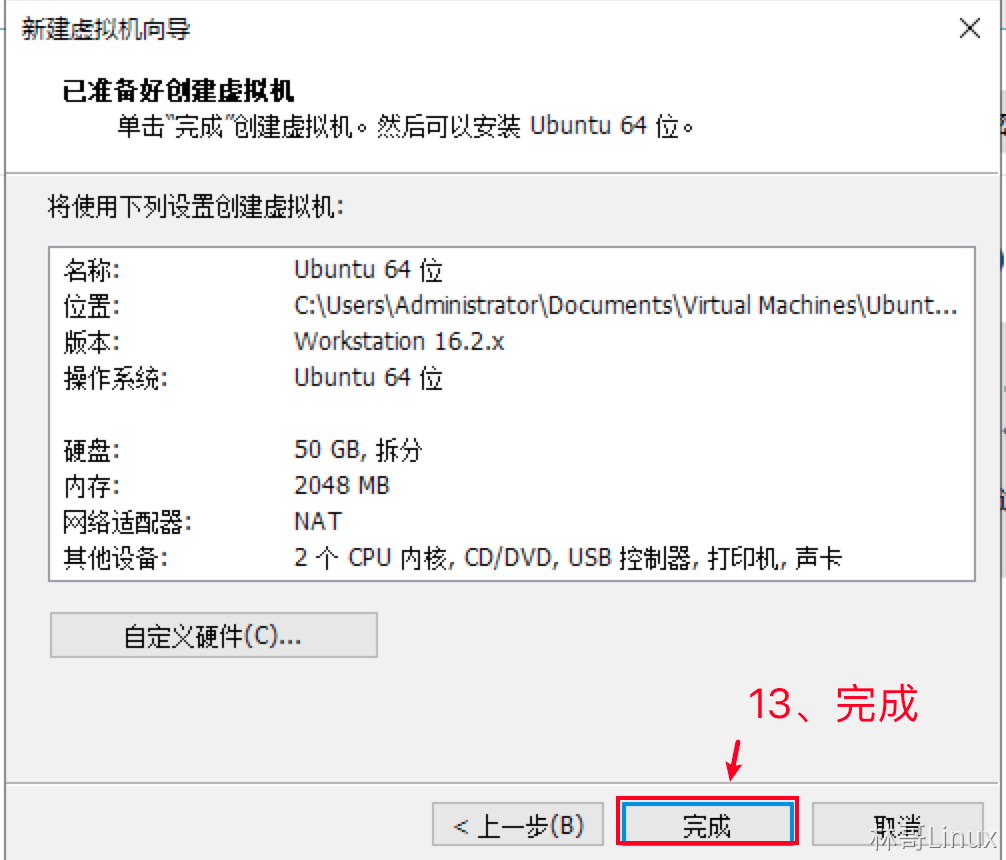 新建虚拟机向导
已准备好创建虚拟机
单击“完成”创建虚拟机。然后可以安装 Ubuntu 64 位。
将使用下列设置创建虚拟机:
名称: Ubuntu 64 位
位置: C:\Users\Administrator\Documents\Virtual Machines\Ubunt...
版本: Workstation 16.2.x
操作系统: Ubuntu 64 位
硬盘: 50 GB, 拆分
内存: 2048 MB
网络适配器: NAT
其他设备: 2 个 CPU 内核, CD/DVD, USB 控制器, 打印机, 声卡
自定义硬件(C)...
13、完成
< 上一步(B) 完成 取消
林哥Linux